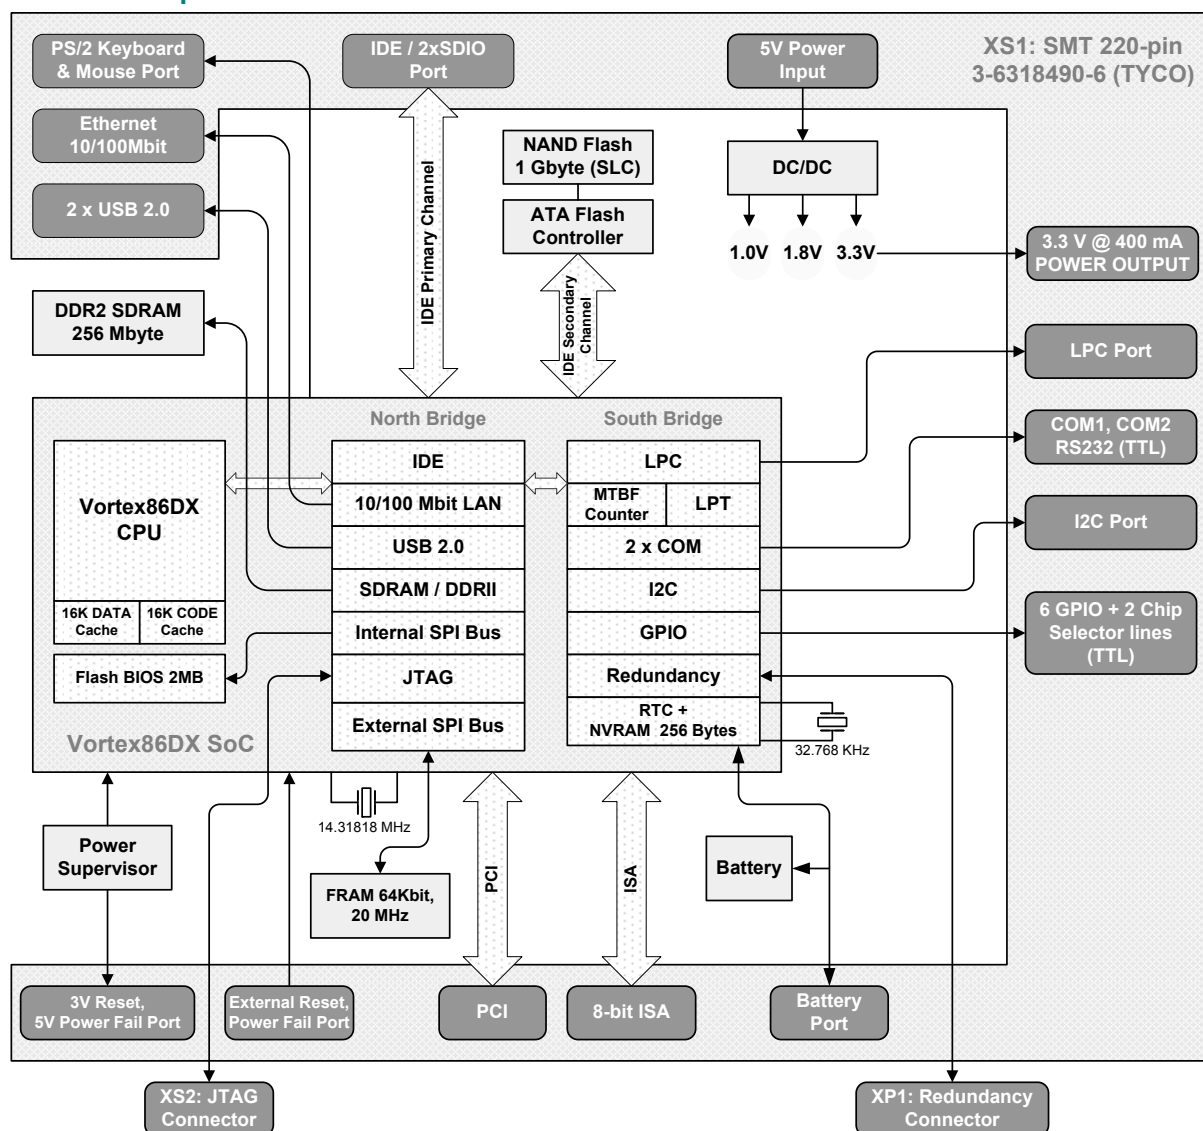 PS/2 Keyboard
& Mouse Port
IDE / 2xSDIO
Port
5V Power
Input
XS1: SMT 220-pin
3-6318490-6 (TYCO)
Ethernet
10/100Mbit
NAND Flash
1 Gbyte (SLC)
DC/DC
2 x USB 2.0
ATA Flash
Controller
1.0V
1.8V
3.3V
3.3 V @ 400 mA
POWER OUTPUT
IDE Primary Channel
IDE Secondary
Channel
DDR2 SDRAM
256 Mbyte
LPC Port
North Bridge
South Bridge
COM1, COM2
RS232 (TTL)
IDE
LPC
Vortex86DX
CPU
10/100 Mbit LAN
MTBF
Counter
LPT
I2C Port
USB 2.0
2 x COM
SDRAM / DDRII
I2C
16K DATA
Cache
16K CODE
Cache
Internal SPI Bus
GPIO
6 GPIO + 2 Chip
Selector lines
(TTL)
Flash BIOS 2MB
JTAG
Redundancy
External SPI Bus
RTC +
NVRAM 256 Bytes
Vortex86DX SoC
32.768 KHz
14.31818 MHz
Power
Supervisor
FRAM 64Kbit,
20 MHz
PCI
ISA
Battery
3V Reset,
5V Power Fail Port
External Reset,
Power Fail Port
PCI
8-bit ISA
Battery
Port
XS2: JTAG
Connector
XP1: Redundancy
Connector